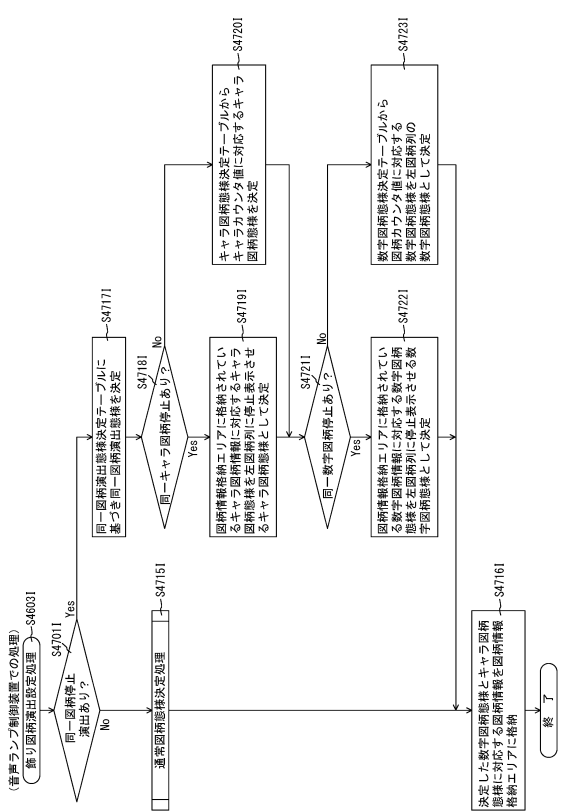 (音声ランプ制御装置での処理)
飾り図柄演出設定処理
S4603I
S4701I
同一図柄停止
演出あり?
Yes
No
S4715I
通常図柄態様決定処理
S4717I
同一図柄演出態様決定テーブルに
基づき同一図柄演出態様を決定
S4718I
同一キャラ図柄停止あり?
No
Yes
S4719I
図柄情報格納エリアに格納されてい
るキャラ図柄情報に対応するキャラ
図柄態様を左図柄列に停止表示させ
るキャラ図柄態様として決定
S4720I
キャラ図柄態様決定テーブルから
キャラカウンタ値に対応するキャラ
図柄態様を決定
S4721I
同一数字図柄停止あり?
No
Yes
S4722I
図柄情報格納エリアに格納されてい
る数字図柄情報に対応する数字図柄
態様を左図柄列に停止表示させる数
字図柄態様として決定
S4723I
数字図柄態様決定テーブルから
図柄カウンタ値に対応する
数字図柄態様を左図柄列の
数字図柄態様として決定
S4716I
決定した数字図柄態様とキャラ図柄
態様に対応する図柄情報を図柄情報
格納エリアに格納
終 了